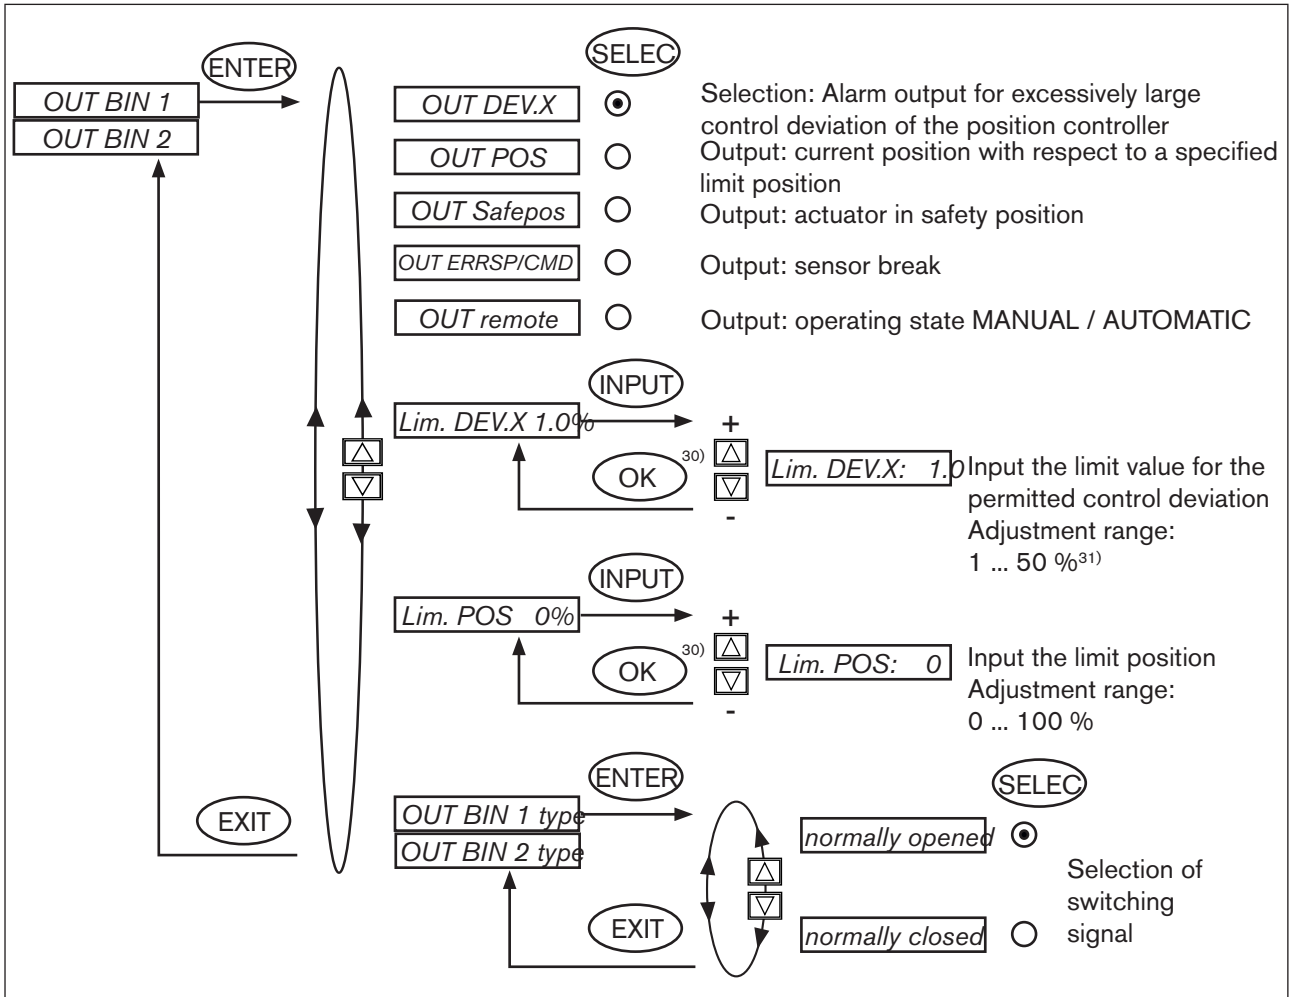 SELEC
ENTER
OUT BIN 1
OUT BIN 2
OUT DEV.X
Selection: Alarm output for excessively large
control deviation of the position controller
OUT POS
Output: current position with respect to a specified
limit position
OUT Safepos
Output: actuator in safety position
OUT ERRSP/CMD
Output: sensor break
OUT remote
Output: operating state MANUAL / AUTOMATIC
INPUT
Lim. DEV.X 1.0%
+
OK 30)
-
Lim. DEV.X: 1.0
Input the limit value for the
permitted control deviation
Adjustment range:
1 ... 50 %31)
INPUT
Lim. POS 0%
+
OK 30)
-
Lim. POS: 0
Input the limit position
Adjustment range:
0 ... 100 %
ENTER
SELEC
EXIT
OUT BIN 1 type
OUT BIN 2 type
normally opened
Selection of
switching
signal
EXIT
normally closed